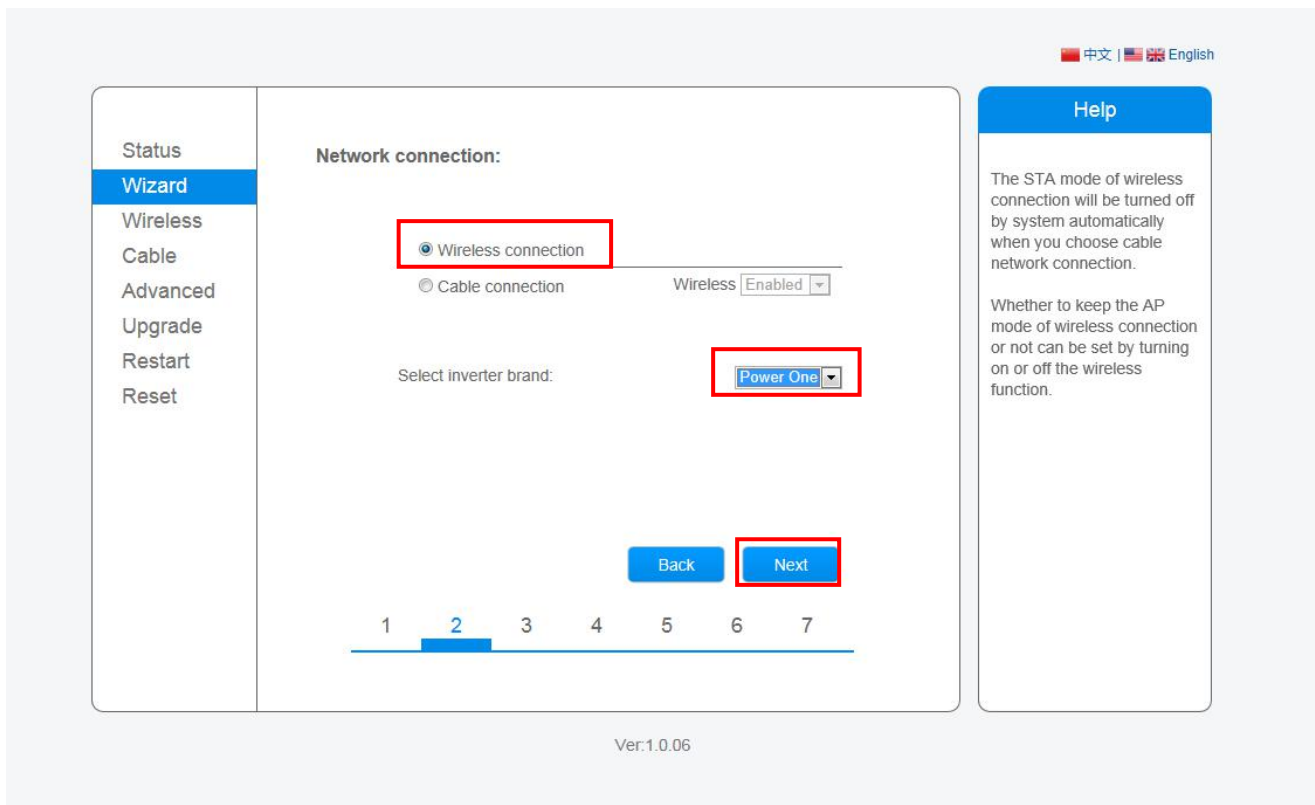 中文 | English
Status
Wizard
Wireless
Cable
Advanced
Upgrade
Restart
Reset
Network connection:
Wireless connection
Cable connection
Wireless Enabled
Select inverter brand:
Power One
Back
Next
1 2 3 4 5 6 7
Help
The STA mode of wireless
connection will be turned off
by system automatically
when you choose cable
network connection.
Whether to keep the AP
mode of wireless connection
or not can be set by turning
on or off the wireless
function.
Ver:1.0.06